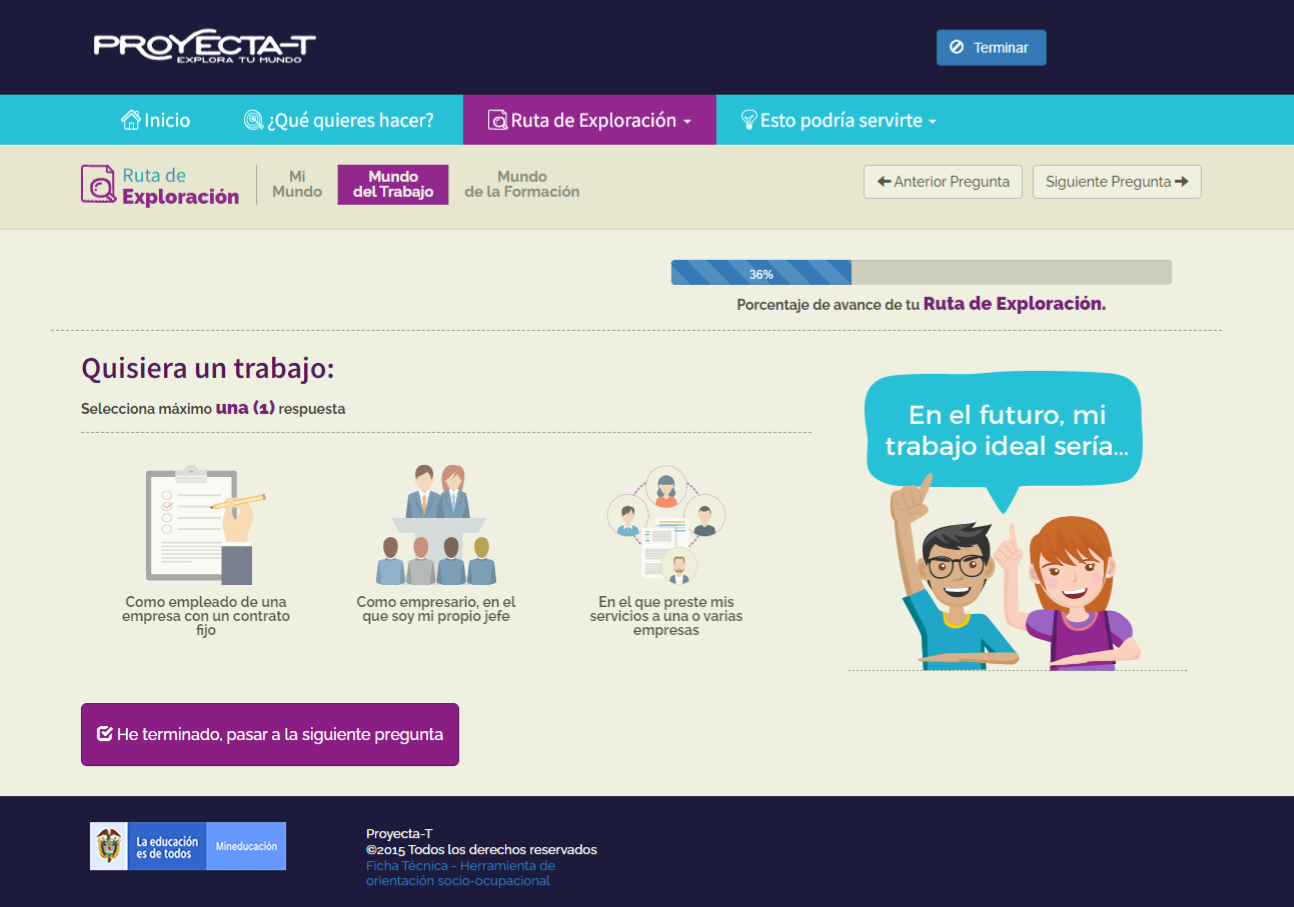 PROYECTA-T
EXPLORA TU MUNDO
Terminar
Inicio
¿Qué quieres hacer?
Ruta de Exploración
Esto podría servirte
Ruta de
Exploración
Mi
Mundo
Mundo
del Trabajo
Mundo
de la Formación
Anterior Pregunta
Siguiente Pregunta
36%
Porcentaje de avance de tu Ruta de Exploración.
Quisiera un trabajo:
Selecciona máximo una (1) respuesta
En el futuro, mi
trabajo ideal sería...
Como empleado de una
empresa con un contrato
fijo
Como empresario, en el
que soy mi propio jefe
En el que preste mis
servicios a una o varias
empresas
He terminado, pasar a la siguiente pregunta
La educación
es de todos
Mineducación
Proyecta-T
©2015 Todos los derechos reservados
Ficha Técnica - Herramienta de
orientación socio-ocupacional